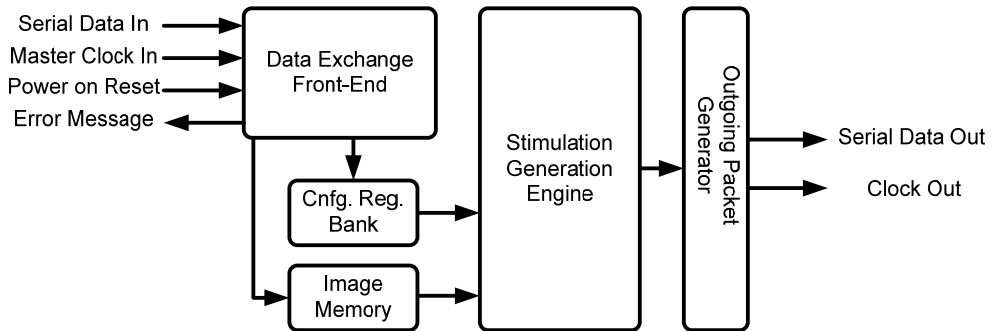 Serial Data In
Master Clock In
Power on Reset
Error Message
Data Exchange
Front-End
Cnfg. Reg.
Bank
Image
Memory
Stimulation
Generation
Engine
Outgoing Packet
Generator
Serial Data Out
Clock Out